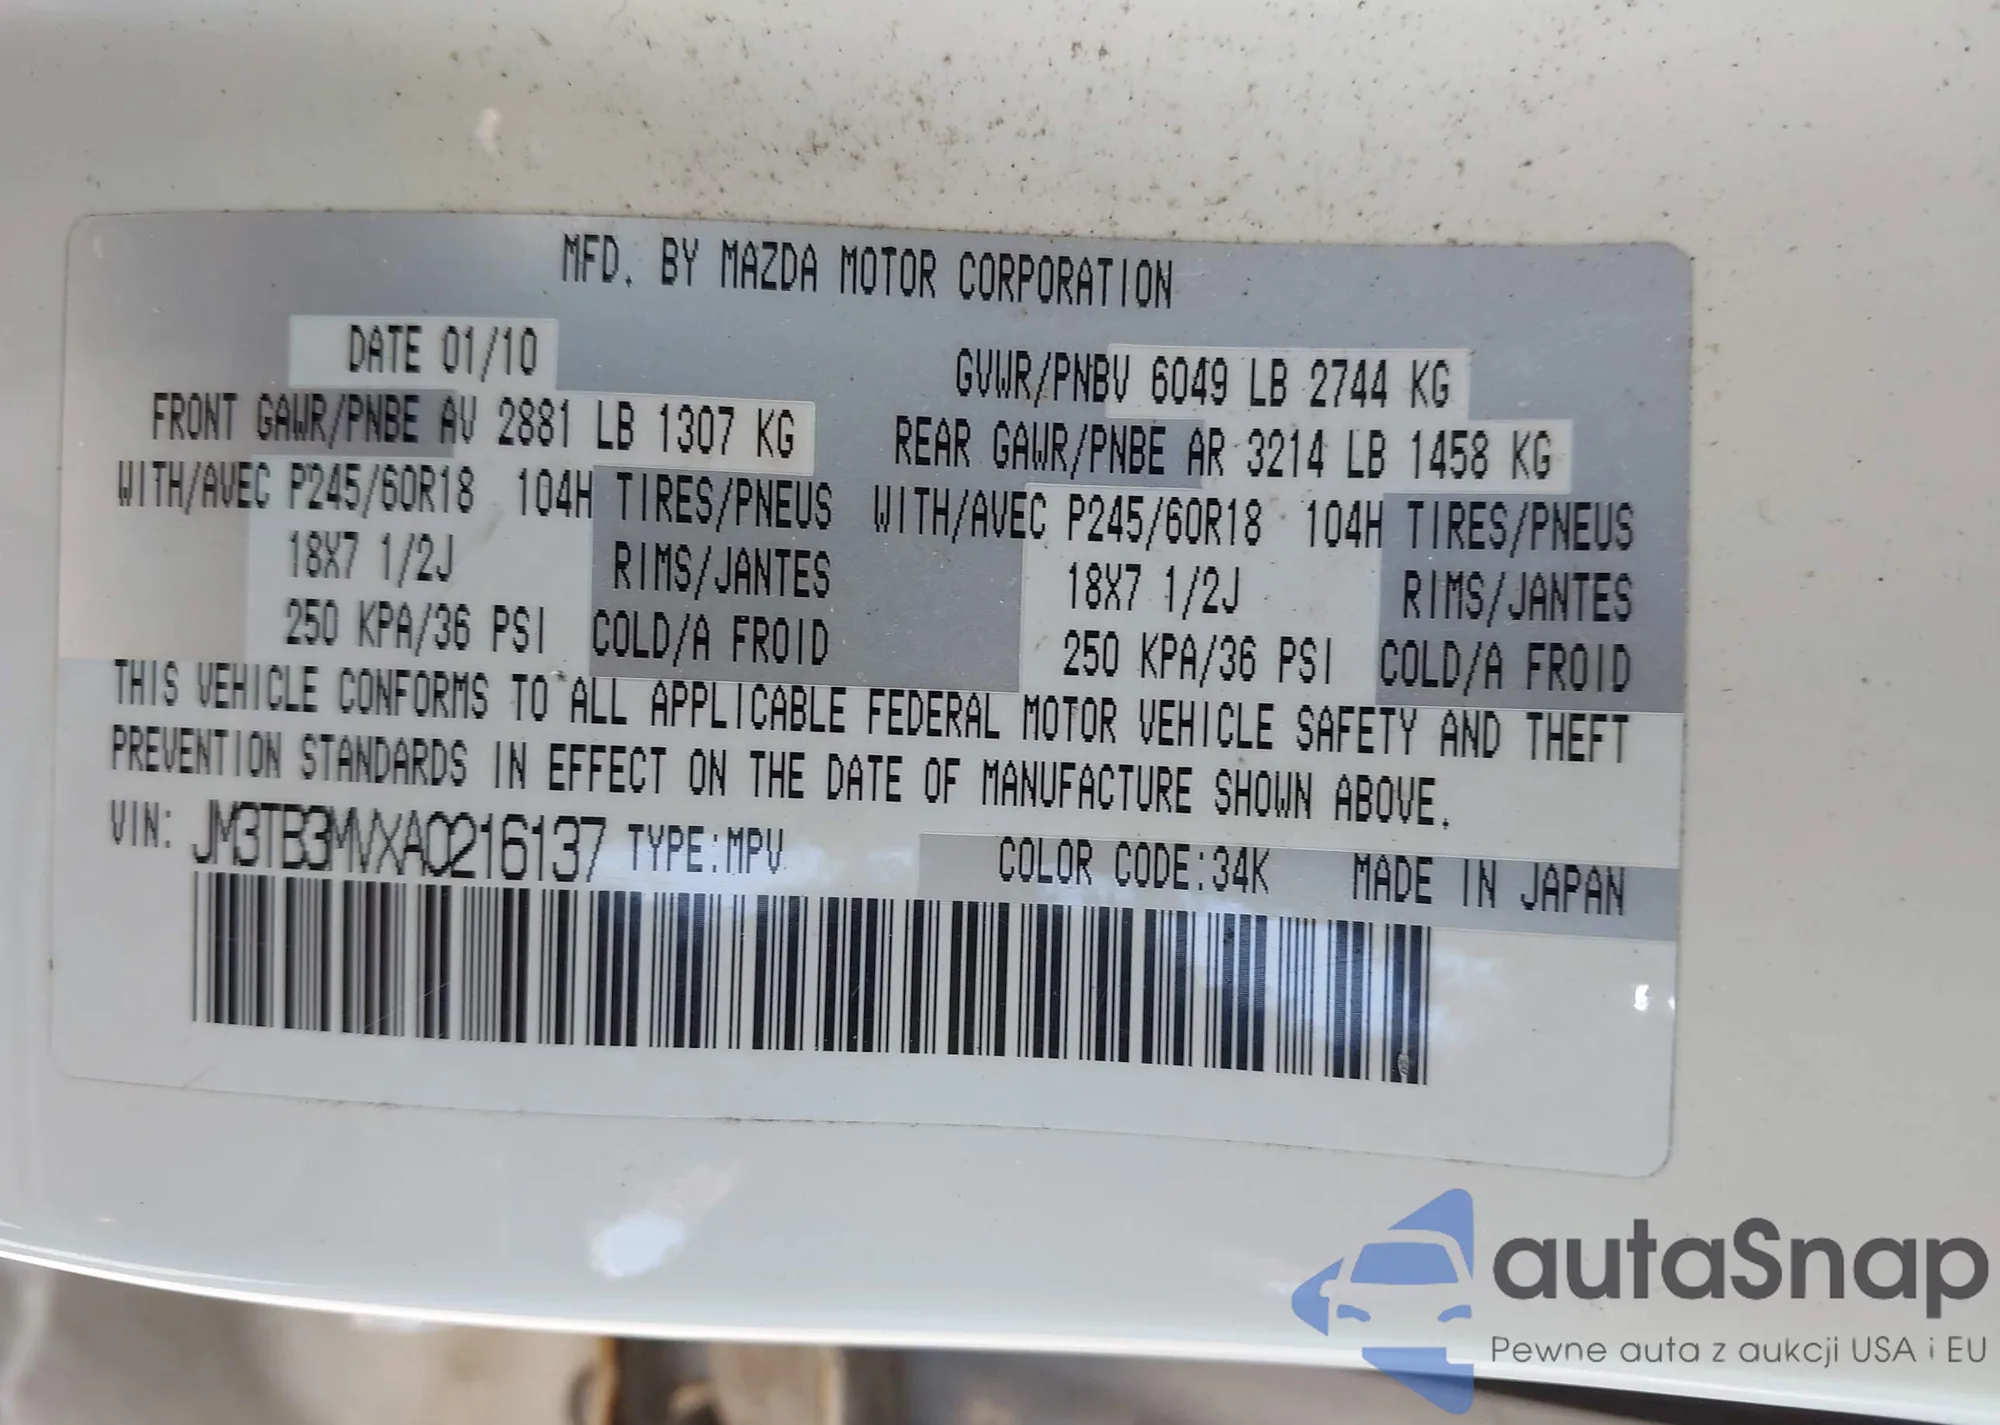 MFD. BY MAZDA MOTOR CORPORATION
DATE 01/10
GVWR/PNBV 6049 LB 2744 KG
FRONT GAWR/PNBE AV 2881 LB 1307 KG
REAR GAWR/PNBE AR 3214 LB 1458 KG
WITH/AVEC P245/60R18 104H TIRES/PNEUS
WITH/AVEC P245/60R18 104H TIRES/PNEUS
18X7 1/2J RIMS/JANTES
18X7 1/2J RIMS/JANTES
250 KPA/36 PSI COLD/A FROID
250 KPA/36 PSI COLD/A FROID
THIS VEHICLE CONFORMS TO ALL APPLICABLE FEDERAL MOTOR VEHICLE SAFETY AND THEFT
PREVENTION STANDARDS IN EFFECT ON THE DATE OF MANUFACTURE SHOWN ABOVE.
VIN: JM3TB3MVXA0216137 TYPE:MPV COLOR CODE:34K MADE IN JAPAN
autaSnap
Pewne auta z aukcji USA i EU